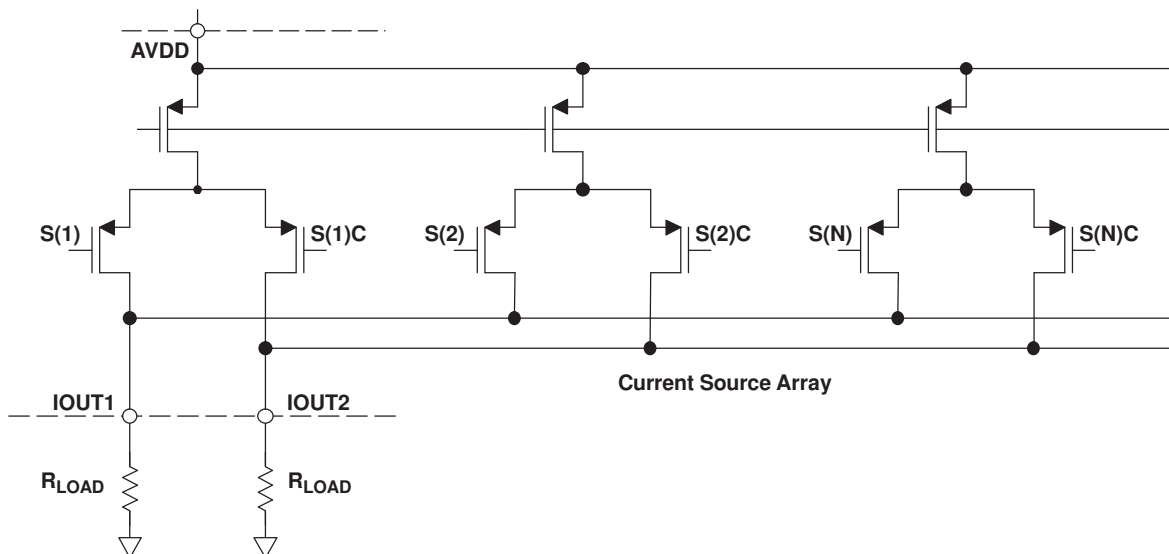 AVDD
S(1)
S(1)C
S(2)
S(2)C
S(N)
S(N)C
Current Source Array
IOUT1
IOUT2
RLOAD
RLOAD